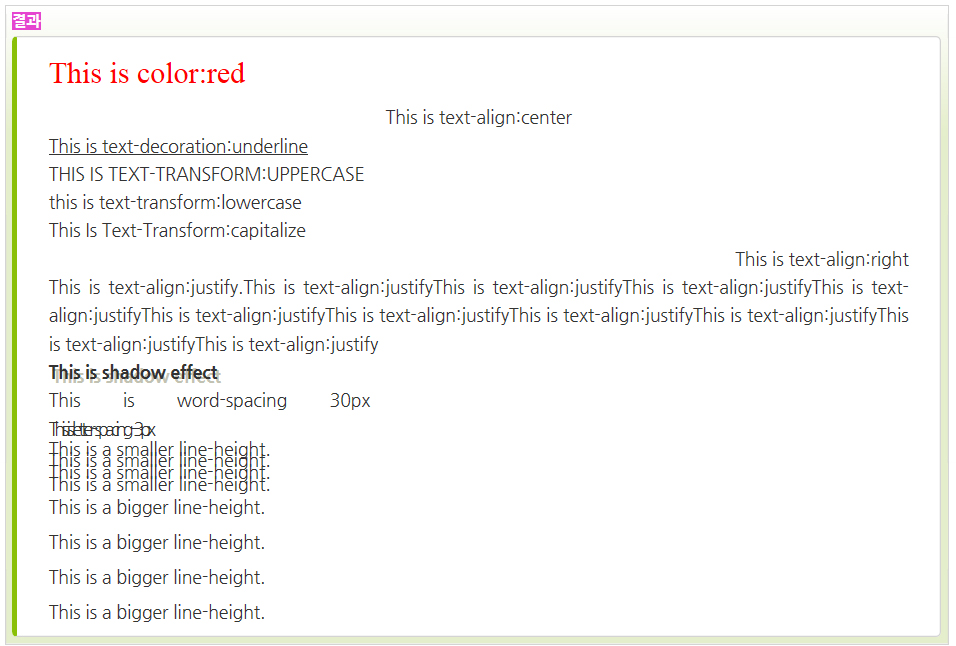 결과
This is color:red
This is text-align:center
This is text-decoration:underline
THIS IS TEXT-TRANSFORM:UPPERCASE
this is text-transform:lowercase
This Is Text-Transform:capitalize
This is text-align:right
This is text-align:justify.This is text-align:justifyThis is text-align:justifyThis is text-align:justifyThis is text-
align:justifyThis is text-align:justifyThis is text-align:justifyThis is text-align:justifyThis is text-align:justifyThis
is text-align:justifyThis is text-align:justify
This is shadow effect
This is word-spacing 30px
This is letter-spacing -3px
This is a smaller line-height.
This is a smaller line-height.
This is a smaller line-height.
This is a smaller line-height.
This is a bigger line-height.
This is a bigger line-height.
This is a bigger line-height.
This is a bigger line-height.